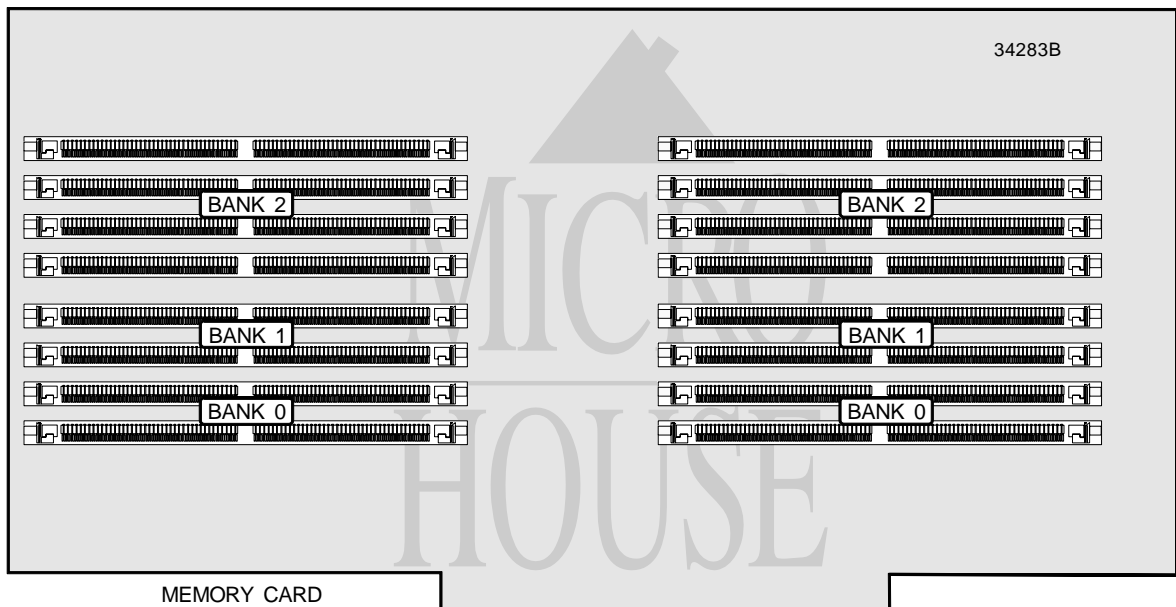 34283B
BANK 2 BANK 2
BANK 1 BANK 1
BANK 0 BANK 0
MICRO
HOUSE
MEMORY CARD